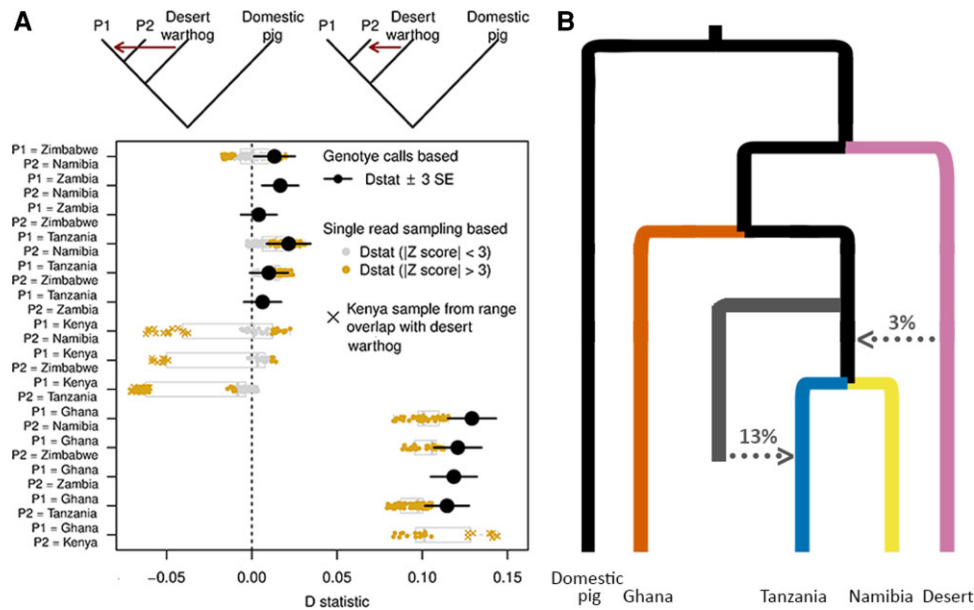 A
P1
P2
Desert
warthog
Domestic
pig
P1
P2
Desert
warthog
Domestic
pig
P1 = Zimbabwe
P2 = Namibia
P1 = Zambia
P2 = Namibia
P1 = Zambia
P2 = Zimbabwe
P1 = Tanzania
P2 = Namibia
P1 = Tanzania
P2 = Zimbabwe
P1 = Tanzania
P2 = Zambia
P1 = Kenya
P2 = Namibia
P1 = Kenya
P2 = Zimbabwe
P1 = Kenya
P2 = Tanzania
P1 = Ghana
P2 = Namibia
P1 = Ghana
P2 = Zimbabwe
P1 = Ghana
P2 = Zambia
P1 = Ghana
P2 = Tanzania
P1 = Ghana
P2 = Kenya
Genotye calls based
Dstat ± 3 SE
Single read sampling based
Dstat (|Z score| < 3)
Dstat (|Z score| > 3)
Kenya sample from range
overlap with desert
warthog
−0.05
0.00
0.05
0.10
0.15
D statistic
B
3%
13%
Domestic
pig
Ghana
Tanzania
Namibia
Desert